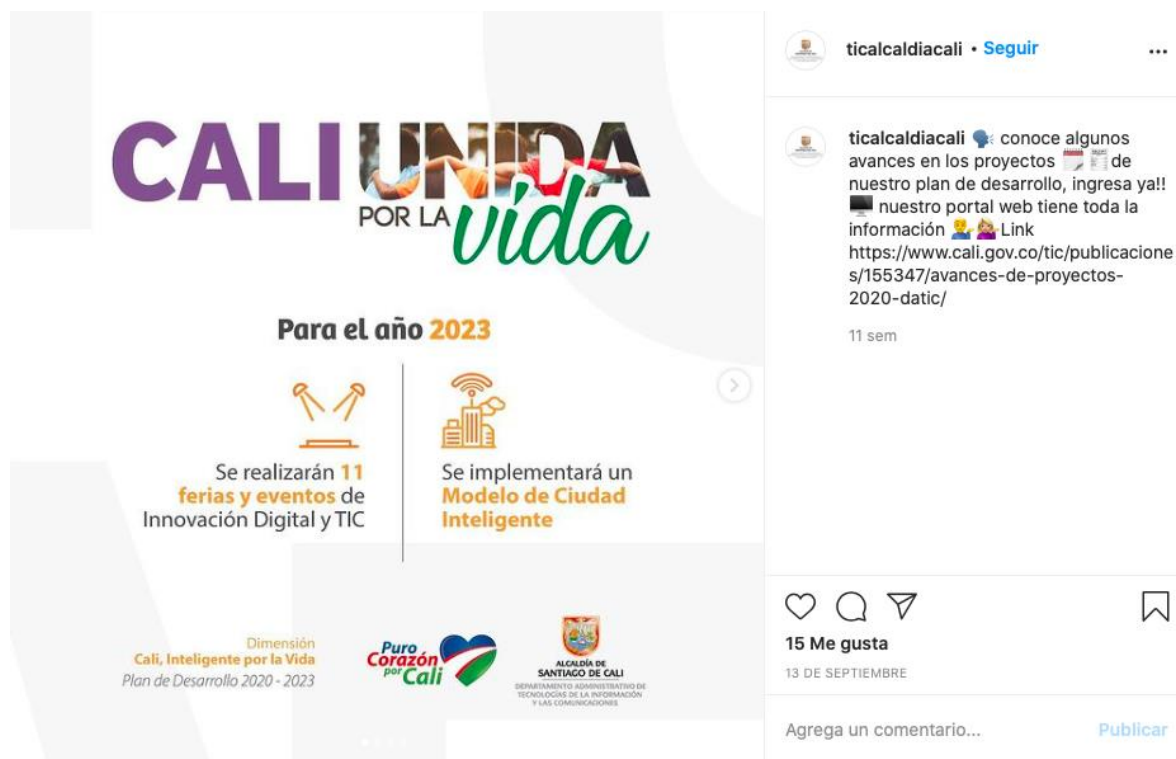 CALI UNIDA
POR LA vida
Para el año 2023
Se realizarán 11
ferias y eventos de
Innovación Digital y TIC
Se implementará un
Modelo de Ciudad
Inteligente
Dimensión
Cali, Inteligente por la Vida
Plan de Desarrollo 2020 - 2023
Puro
Corazón
por Cali
ALCALDÍA DE
SANTIAGO DE CALI
DEPARTAMENTO ADMINISTRATIVO DE
TECNOLOGÍAS DE LA INFORMACIÓN
Y LAS COMUNICACIONES
ticalcaldiacali • Seguir
ticalcaldiacali 🗣️ conoce algunos
avances en los proyectos 🗓️ 🗒️ de
nuestro plan de desarrollo, ingresa ya!!
🖥️ nuestro portal web tiene toda la
información 💁‍♂️ 💁‍♀️ Link
https://www.cali.gov.co/tic/publicacione
s/155347/avances-de-proyectos-
2020-datic/
11 sem
15 Me gusta
13 DE SEPTIEMBRE
Agrega un comentario... Publicar